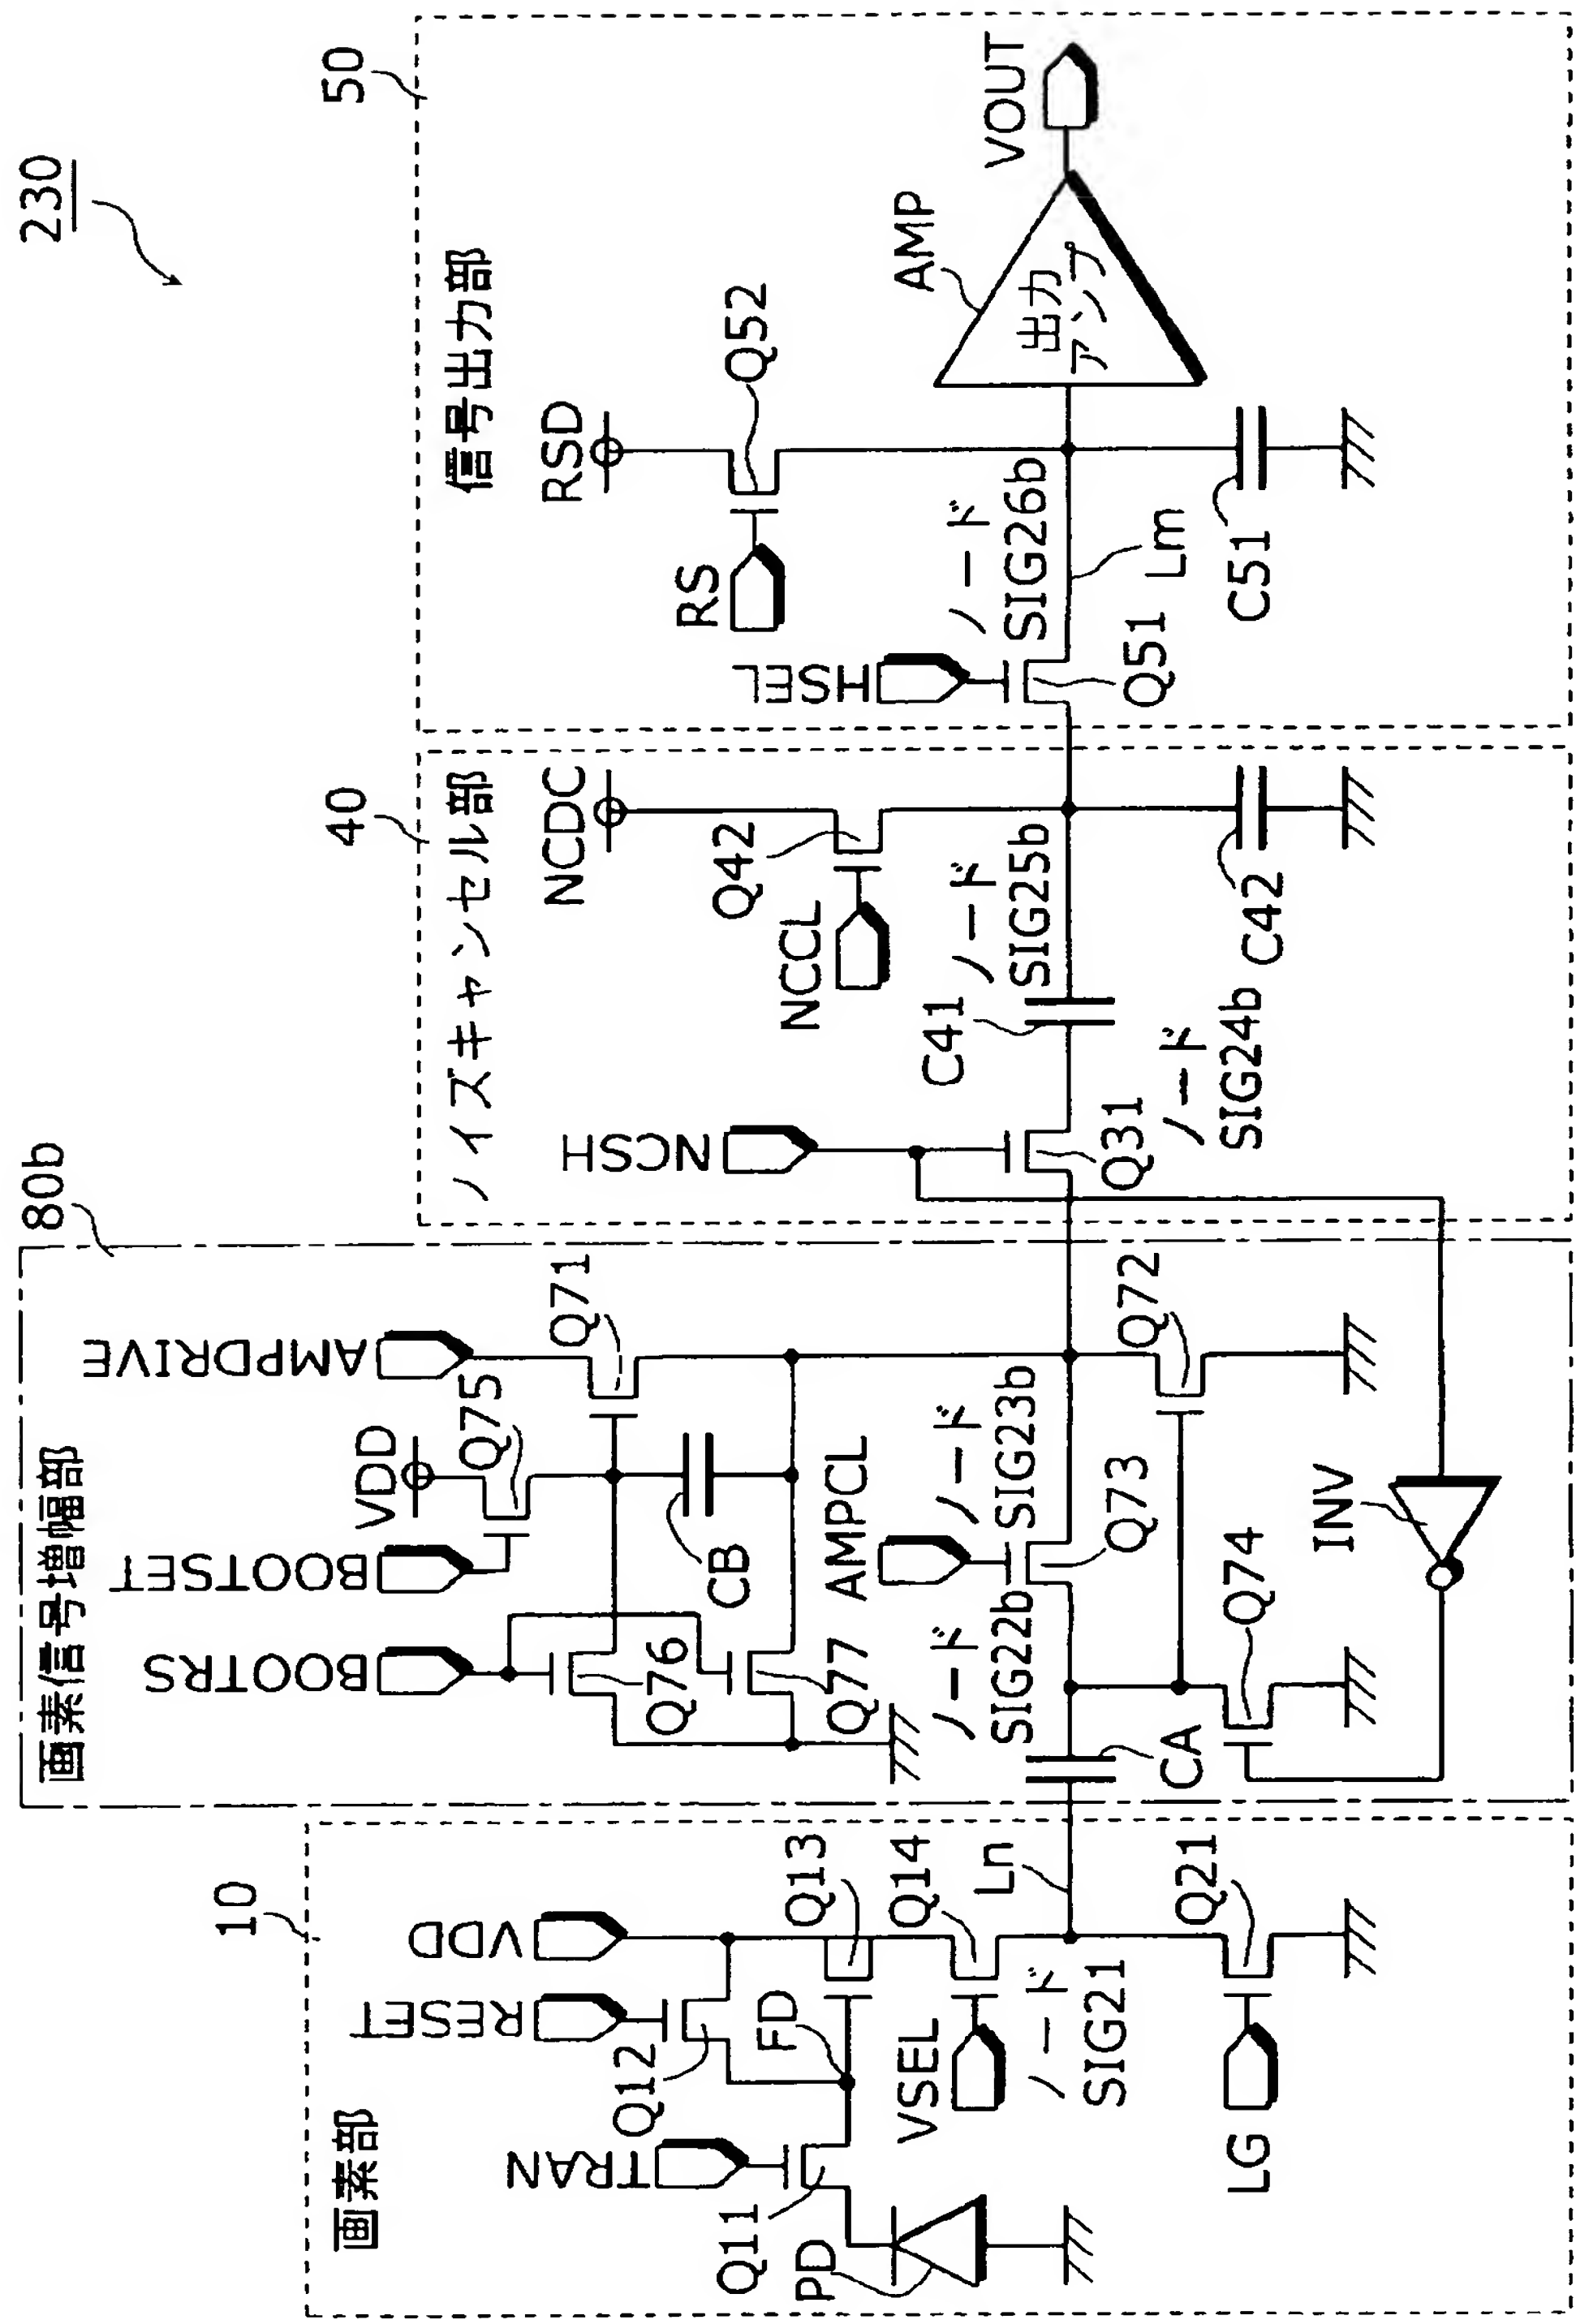 230
10
画素部
TRAN
Q11
PD
RESET
Q12
VDD
FD
Q13
VSEL
Q14
Ln
ノード
SIG21
LG
Q21
80b
画素信号増幅部
BOOTRS
BOOTSET
VDD
AMPDRIVE
Q75
Q71
Q76
CB
Q77
AMPCL
ノード
SIG22b
ノード
SIG23b
Q73
CA
Q74
Q72
INV
40
ノイズキャンセル部
NCSH
Q31
ノード
SIG24b
C41
NCDC
Q42
NCCL
ノード
SIG25b
C42
50
信号出力部
HSEL
Q51
RSD
RS
Q52
ノード
SIG26b
Lm
C51
AMP
出力
アンプ
VOUT